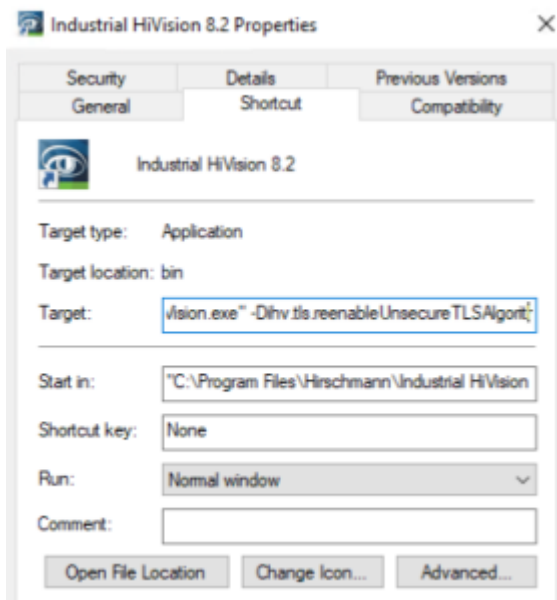 Industrial HiVision 8.2 Properties
Security Details Previous Versions
General Shortcut Compatibility
Industrial HiVision 8.2
Target type: Application
Target location: bin
Target: Vision.exe" -Dihv.tls.reenableUnsecureTLSAlgorit
Start in: "C:\Program Files\Hirschmann\Industrial HiVision
Shortcut key: None
Run: Normal window
Comment:
Open File Location Change Icon... Advanced...